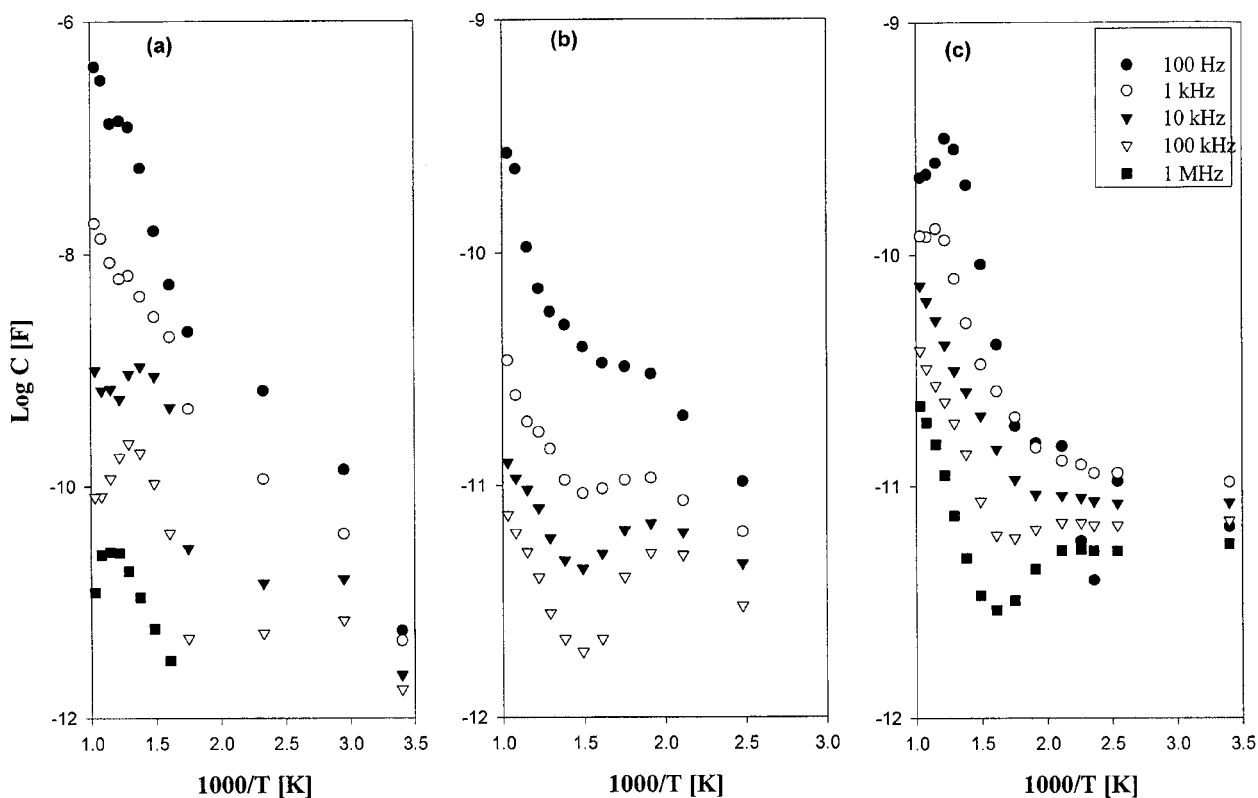 (a)
(b)
(c)
100 Hz
1 kHz
10 kHz
100 kHz
1 MHz
Log C [F]
-6
-8
-10
-12
-9
-10
-11
-12
-9
-10
-11
-12
1.0 1.5 2.0 2.5 3.0 3.5
1.0 1.5 2.0 2.5 3.0
1.0 1.5 2.0 2.5 3.0 3.5
1000/T [K]
1000/T [K]
1000/T [K]